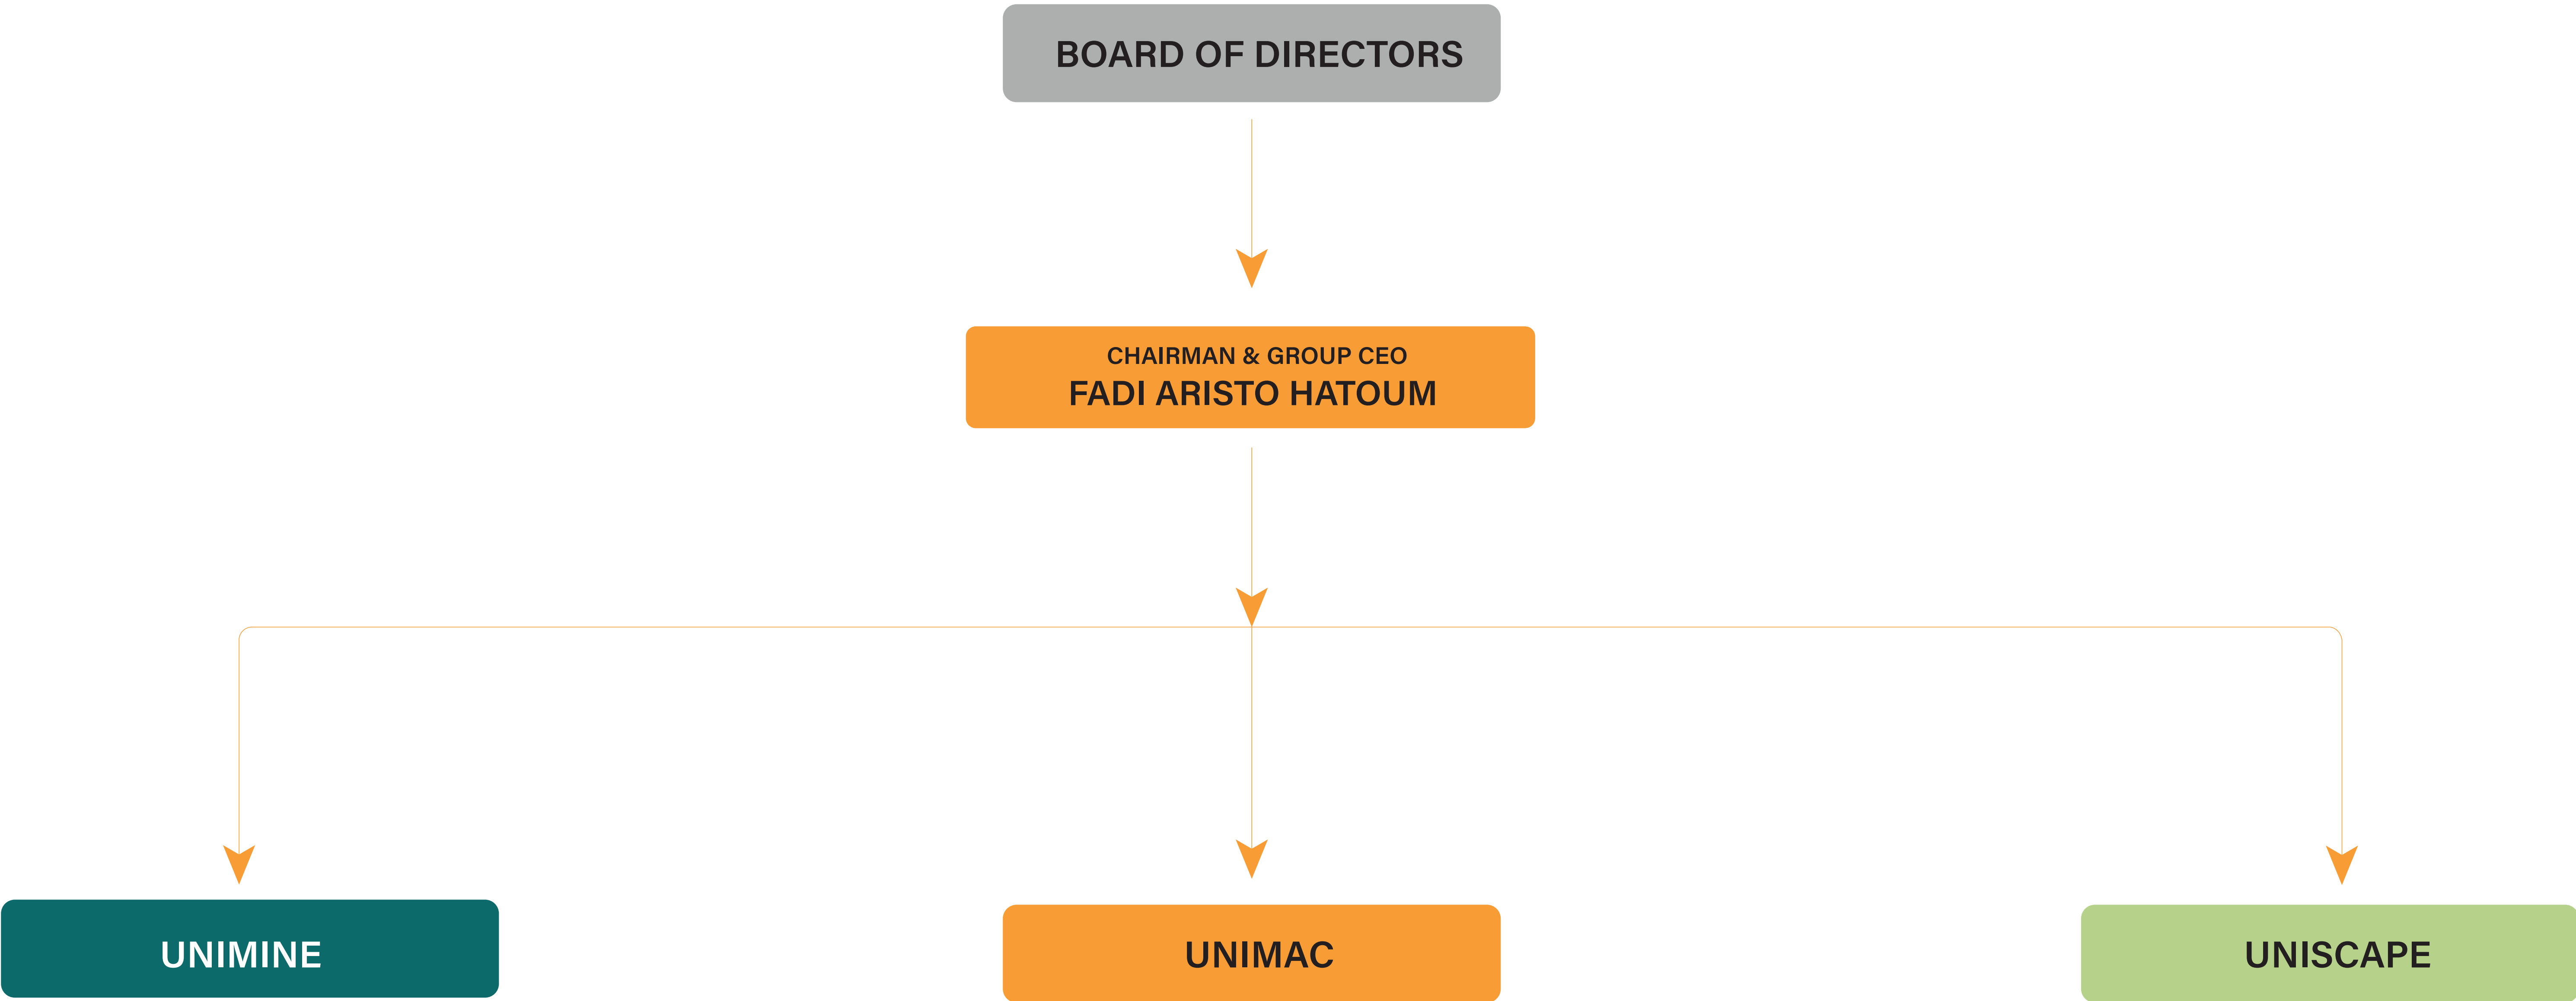 BOARD OF DIRECTORS
CHAIRMAN & GROUP CEO
FADI ARISTO HATOUM
UNIMINE
UNIMAC
UNISCAPE